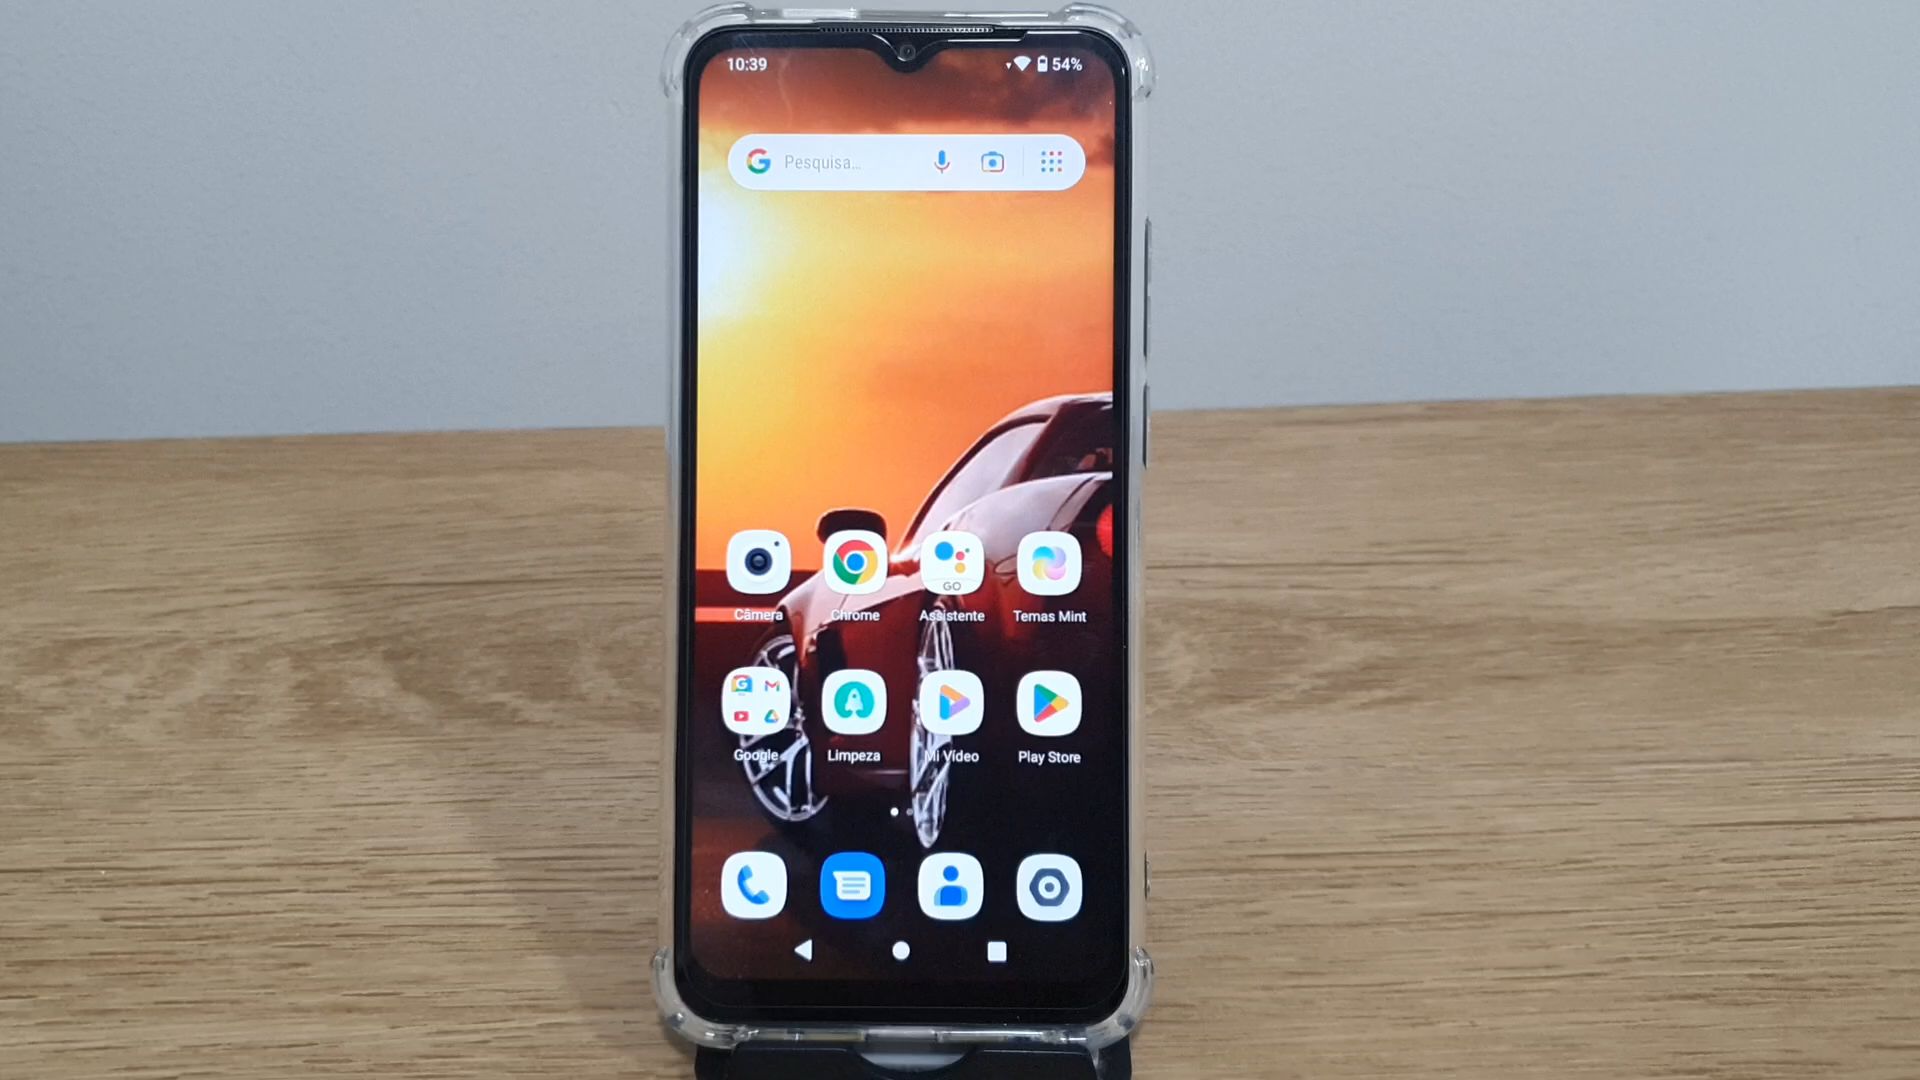 10:39
54%
Pesquisa...
GO
Câmera
Chrome
Assistente
Temas Mint
Google
Limpeza
Mi Vídeo
Play Store